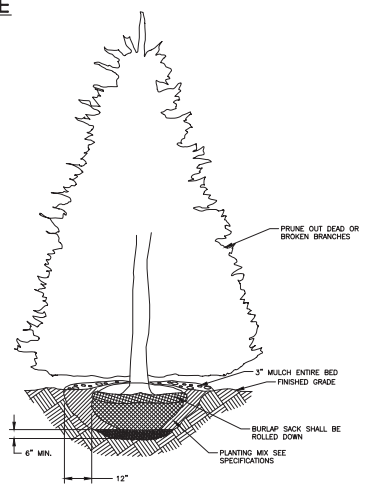 E
PRUNE OUT DEAD OR
BROKEN BRANCHES
3" MULCH ENTIRE BED
FINISHED GRADE
BURLAP SACK SHALL BE
ROLLED DOWN
6" MIN.
PLANTING MIX SEE
SPECIFICATIONS
12"